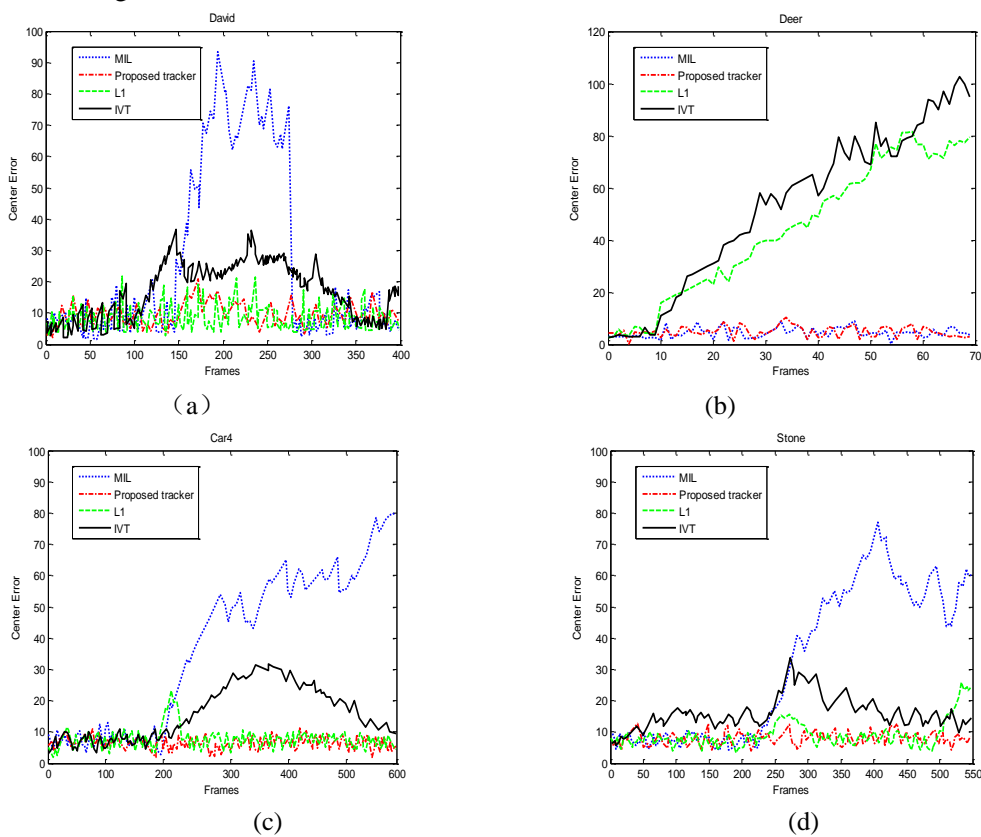 David
100
90
80
70
60
50
40
30
20
10
0
Center Error
MIL
Proposed tracker
L1
IVT
0 50 100 150 200 250 300 350 400
Frames
(a)
Deer
120
100
80
60
40
20
0
Center Error
MIL
Proposed tracker
L1
IVT
0 10 20 30 40 50 60 70
Frames
(b)
Car4
100
90
80
70
60
50
40
30
20
10
0
Center Error
MIL
Proposed tracker
L1
IVT
0 100 200 300 400 500 600
Frames
(c)
Stone
100
90
80
70
60
50
40
30
20
10
0
Center Error
MIL
Proposed tracker
L1
IVT
0 50 100 150 200 250 300 350 400 450 500 550
Frames
(d)